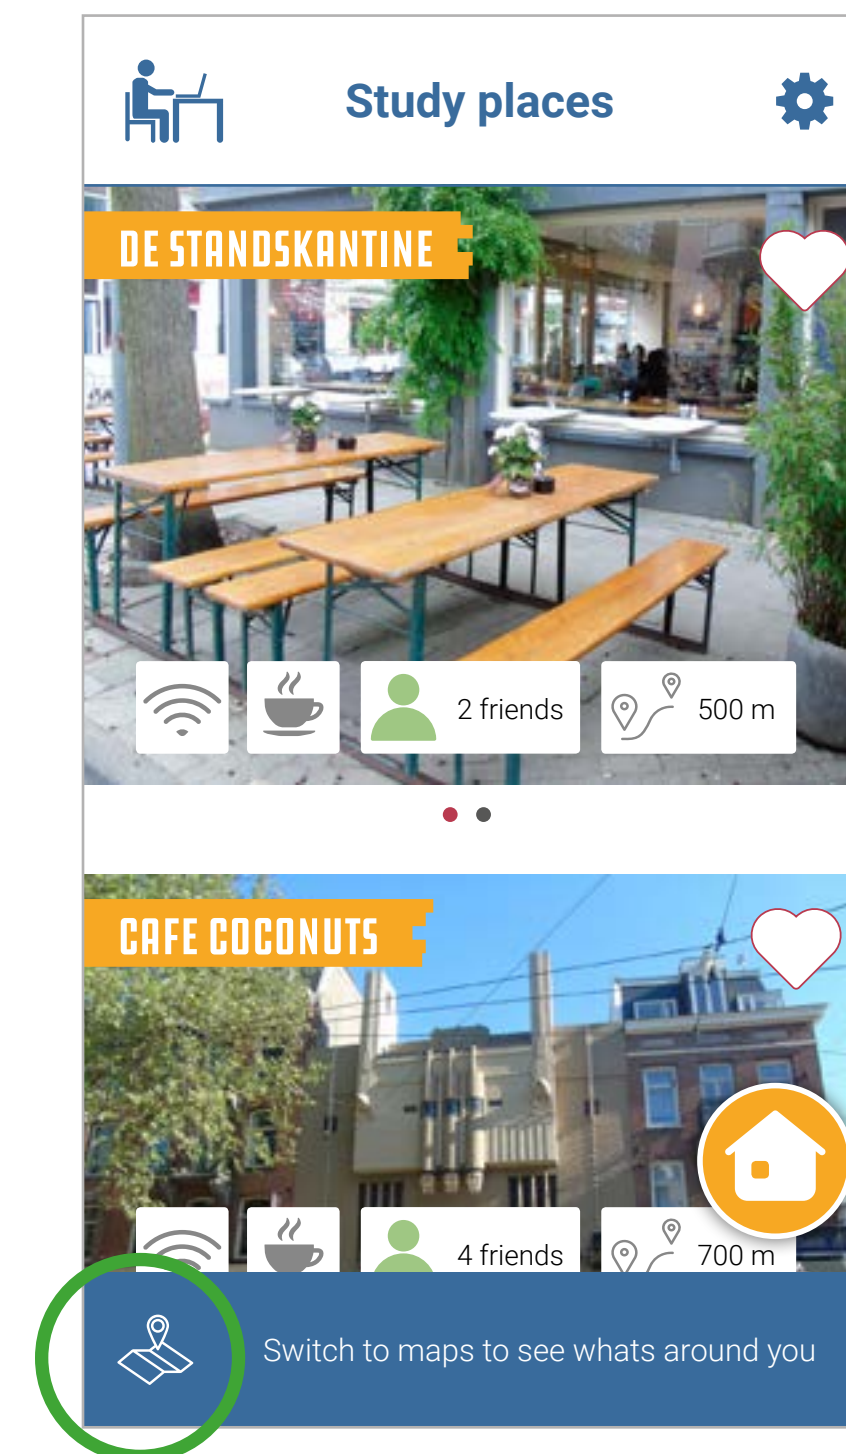 Study places
DE STANDSKANTINE
2 friends
500 m
CAFE COCONUTS
4 friends
700 m
Switch to maps to see whats around you